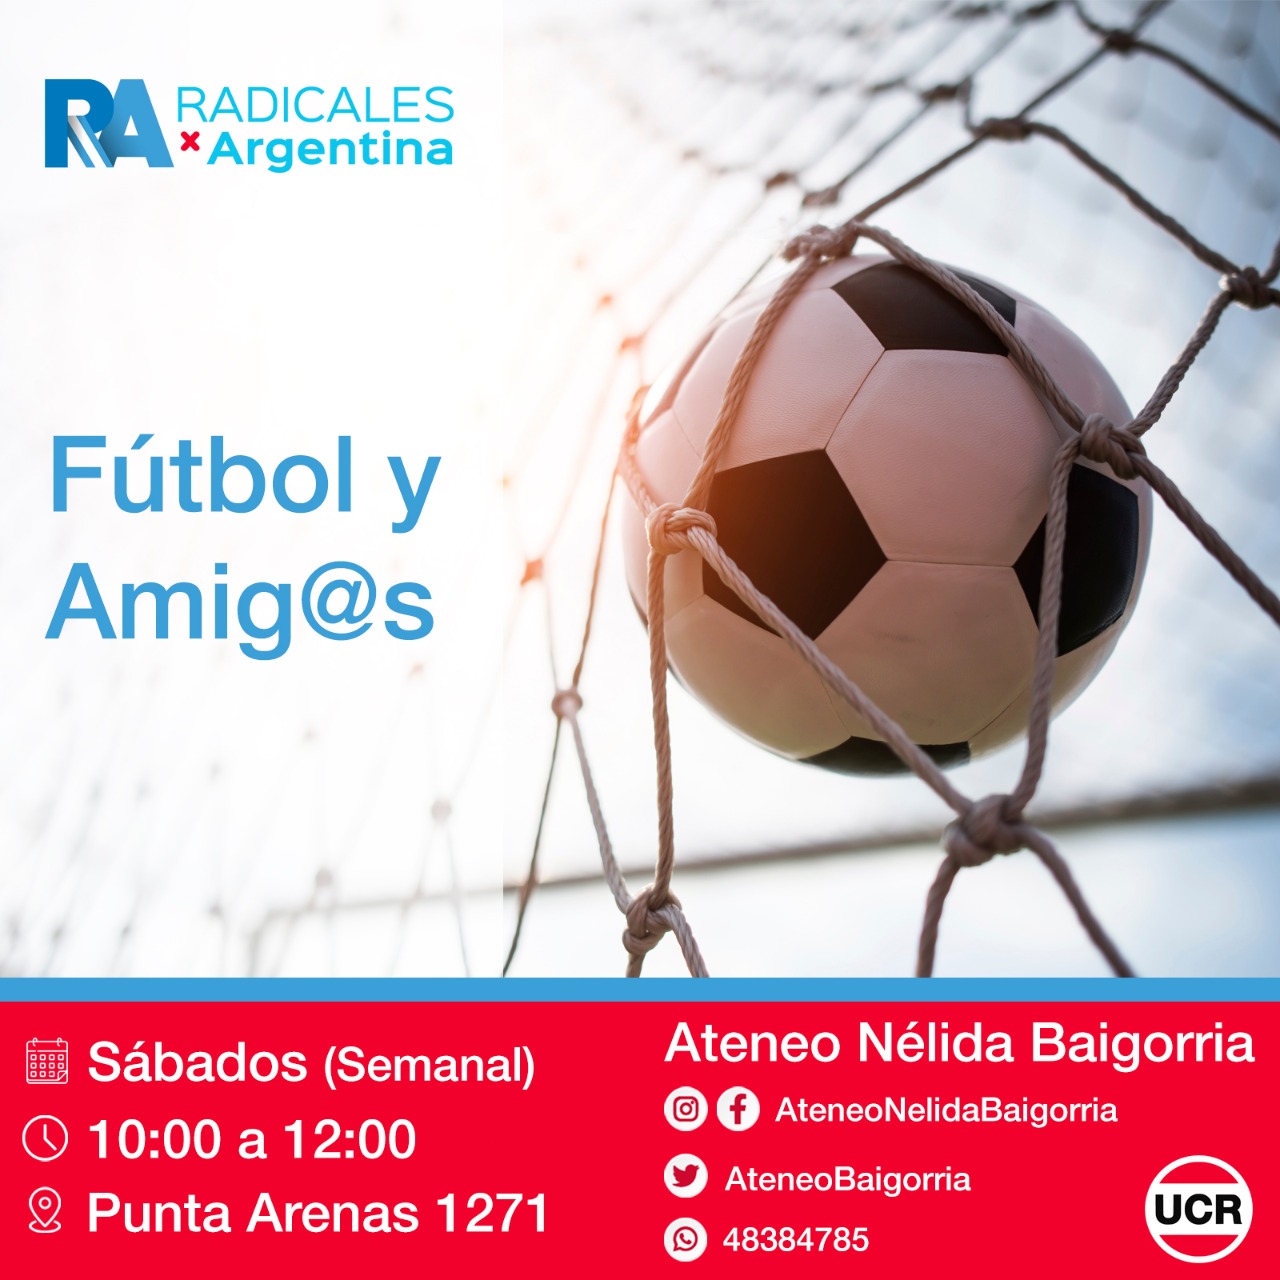 RA RADICALES
x Argentina
Fútbol y
Amig@s
Sábados (Semanal)
10:00 a 12:00
Punta Arenas 1271
Ateneo Nélida Baigorria
AteneoNelidaBaigorria
AteneoBaigorria
48384785
UCR